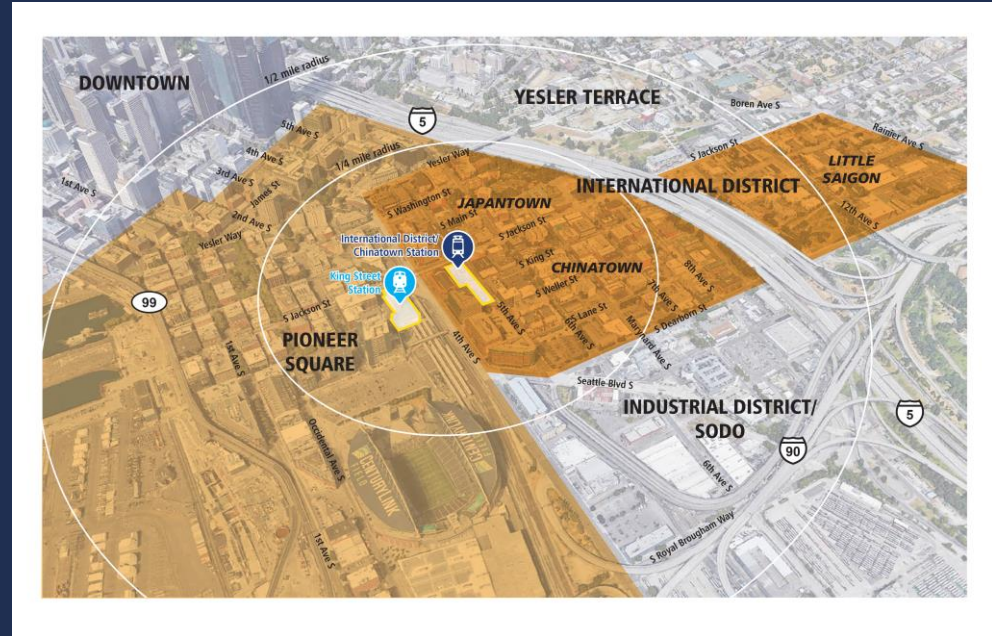 DOWNTOWN
1/2 mile radius
YESLER TERRACE
Boren Ave S
5
5th Ave S
4th Ave S
3rd Ave S
1st Ave S
James St
2nd Ave S
Yesler Way
1/4 mile radius
Yesler Way
S Jackson St
Rainier Ave S
LITTLE
SAIGON
12th Ave S
INTERNATIONAL DISTRICT
S Washington St
JAPANTOWN
S Main St
S Jackson St
International District/
Chinatown Station
King Street
Station
S King St
CHINATOWN
S Weller St
8th Ave S
7th Ave S
S Lane St
S Dearborn St
Maynard Ave S
6th Ave S
5th Ave S
4th Ave S
99
S Jackson St
PIONEER
SQUARE
1st Ave S
Seattle Blvd S
INDUSTRIAL DISTRICT/
SODO
5
90
6th Ave S
S Royal Brougham Way
Occidental Ave S
CENTURYLINK
1st Ave S